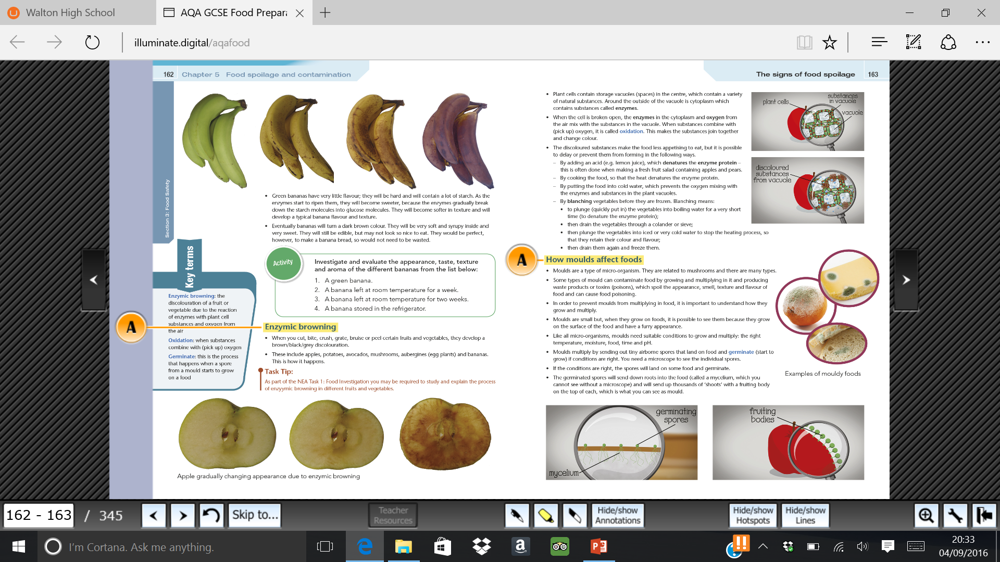 Walton High School
AQA GCSE Food Prepara
illuminate.digital/aqafood
162 Chapter 5 Food spoilage and contamination
Section 3: Food Safety
• Green bananas have very little flavour; they will be hard and will contain a lot of starch. As the
enzymes start to ripen them, they will become sweeter, because the enzymes gradually break
down the starch molecules into glucose molecules. They will become softer in texture and will
develop a typical banana flavour and texture.
• Eventually bananas will turn a dark brown colour. They will be very soft and syrupy inside and
very sweet. They will still be edible, but may not look so nice to eat. They would be perfect,
however, to make a banana bread, so would not need to be wasted.
Activity
Investigate and evaluate the appearance, taste, texture
and aroma of the different bananas from the list below:
1. A green banana.
2. A banana left at room temperature for a week.
3. A banana left at room temperature for two weeks.
4. A banana stored in the refrigerator.
Key terms
Enzymic browning: the
discolouration of a fruit or
vegetable due to the reaction
of enzymes with plant cell
substances and oxygen from
the air
Oxidation: when substances
combine with (pick up) oxygen
Germinate: this is the process
that happens when a spore
from a mould starts to grow
on a food
A
Enzymic browning
• When you cut, bite, crush, grate, bruise or peel certain fruits and vegetables, they develop a
brown/black/grey discolouration.
• These include apples, potatoes, avocados, mushrooms, aubergines (egg plants) and bananas.
This is how it happens.
Task Tip:
As part of the NEA Task 1: Food Investigation you may be required to study and explain the process
of enzyymic browning in different fruits and vegetables.
Apple gradually changing appearance due to enzymic browning
The signs of food spoilage 163
• Plant cells contain storage vacuoles (spaces) in the centre, which contain a variety
of natural substances. Around the outside of the vacuole is cytoplasm which
contains substances called enzymes.
• When the cell is broken open, the enzymes in the cytoplasm and oxygen from
the air mix with the substances in the vacuole. When substances combine with
(pick up) oxygen, it is called oxidation. This makes the substances join together
and change colour.
• The discoloured substances make the food less appetising to eat, but it is possible
to delay or prevent them from forming in the following ways.
– By adding an acid (e.g. lemon juice), which denatures the enzyme protein –
this is often done when making a fresh fruit salad containing apples and pears.
– By cooking the food, so that the heat denatures the enzyme protein.
– By putting the food into cold water, which prevents the oxygen mixing with
the enzymes and substances in the plant vacuoles.
– By blanching vegetables before they are frozen. Blanching means:
• to plunge (quickly put in) the vegetables into boiling water for a very short
time (to denature the enzyme protein);
• then drain the vegetables through a colander or sieve;
• then plunge the vegetables into iced or very cold water to stop the heating process, so
that they retain their colour and flavour;
• then drain them again and freeze them.
plant cells
substances
in vacuole
vacuole
discoloured
substances
from vacuole
A
How moulds affect foods
• Moulds are a type of micro-organism. They are related to mushrooms and there are many types.
• Some types of mould can contaminate food by growing and multiplying in it and producing
waste products or toxins (poisons), which spoil the appearance, smell, texture and flavour of
food and can cause food poisoning.
• In order to prevent moulds from multiplying in food, it is important to understand how they
grow and multiply.
• Moulds are small but, when they grow on foods, it is possible to see them because they grow
on the surface of the food and have a furry appearance.
• Like all micro-organisms, moulds need suitable conditions to grow and multiply: the right
temperature, moisture, food, time and pH.
• Moulds multiply by sending out tiny airborne spores that land on food and germinate (start to
grow) if conditions are right. You need a microscope to see the individual spores.
• If the conditions are right, the spores will land on some food and germinate.
• The germinated spores will send down roots into the food (called a mycelium, which you
cannot see without a microscope) and will send up thousands of 'shoots' with a fruiting body
on the top of each, which is what you can see as mould.
Examples of mouldy foods
germinating
spores
mycelium
fruiting
bodies
162 - 163 / 345
Skip to...
Teacher
Resources
Hide/show
Annotations
Hide/show
Hotspots
Hide/show
Lines
I'm Cortana. Ask me anything.
20:33
04/09/2016